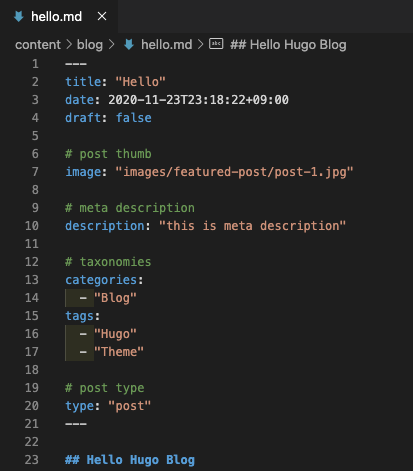 hello.md ×
content > blog > hello.md > abc ## Hello Hugo Blog
1 ---
2 title: "Hello"
3 date: 2020-11-23T23:18:22+09:00
4 draft: false
5
6 # post thumb
7 image: "images/featured-post/post-1.jpg"
8
9 # meta description
10 description: "this is meta description"
11
12 # taxonomies
13 categories:
14   - "Blog"
15 tags:
16   - "Hugo"
17   - "Theme"
18
19 # post type
20 type: "post"
21 ---
22
23 ## Hello Hugo Blog